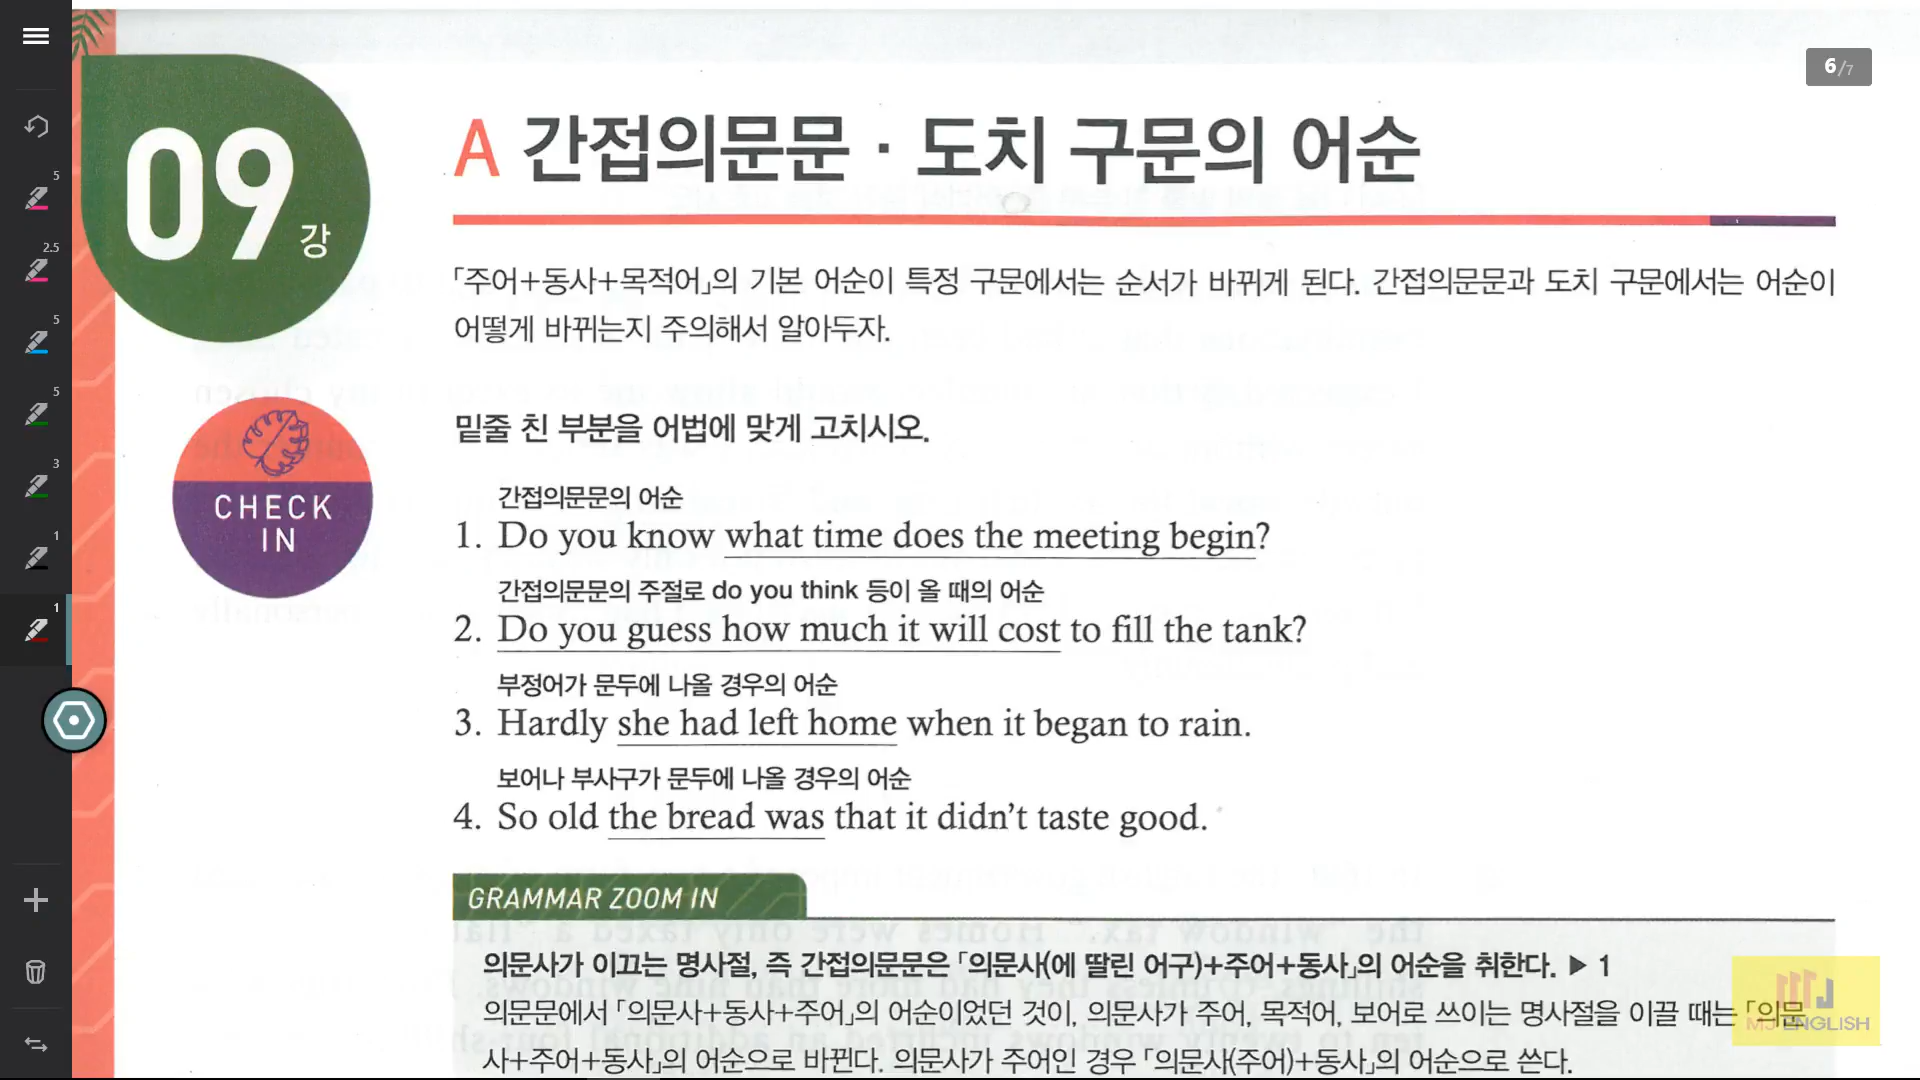 6/7
09강
A 간접의문문 · 도치 구문의 어순
「주어+동사+목적어」의 기본 어순이 특정 구문에서는 순서가 바뀌게 된다. 간접의문문과 도치 구문에서는 어순이
어떻게 바뀌는지 주의해서 알아두자.
CHECK
IN
밑줄 친 부분을 어법에 맞게 고치시오.
간접의문문의 어순
1. Do you know what time does the meeting begin?
간접의문문의 주절로 do you think 등이 올 때의 어순
2. Do you guess how much it will cost to fill the tank?
부정어가 문두에 나올 경우의 어순
3. Hardly she had left home when it began to rain.
보어나 부사구가 문두에 나올 경우의 어순
4. So old the bread was that it didn't taste good.
GRAMMAR ZOOM IN
의문사가 이끄는 명사절, 즉 간접의문문은 「의문사(에 딸린 어구)+주어+동사」의 어순을 취한다. ▶ 1
의문문에서 「의문사+동사+주어」의 어순이었던 것이, 의문사가 주어, 목적어, 보어로 쓰이는 명사절을 이끌 때는 「의문
사+주어+동사」의 어순으로 바뀐다. 의문사가 주어인 경우 「의문사(주어)+동사」의 어순으로 쓴다.
MJ ENGLISH
5
2.5
5
5
3
1
1